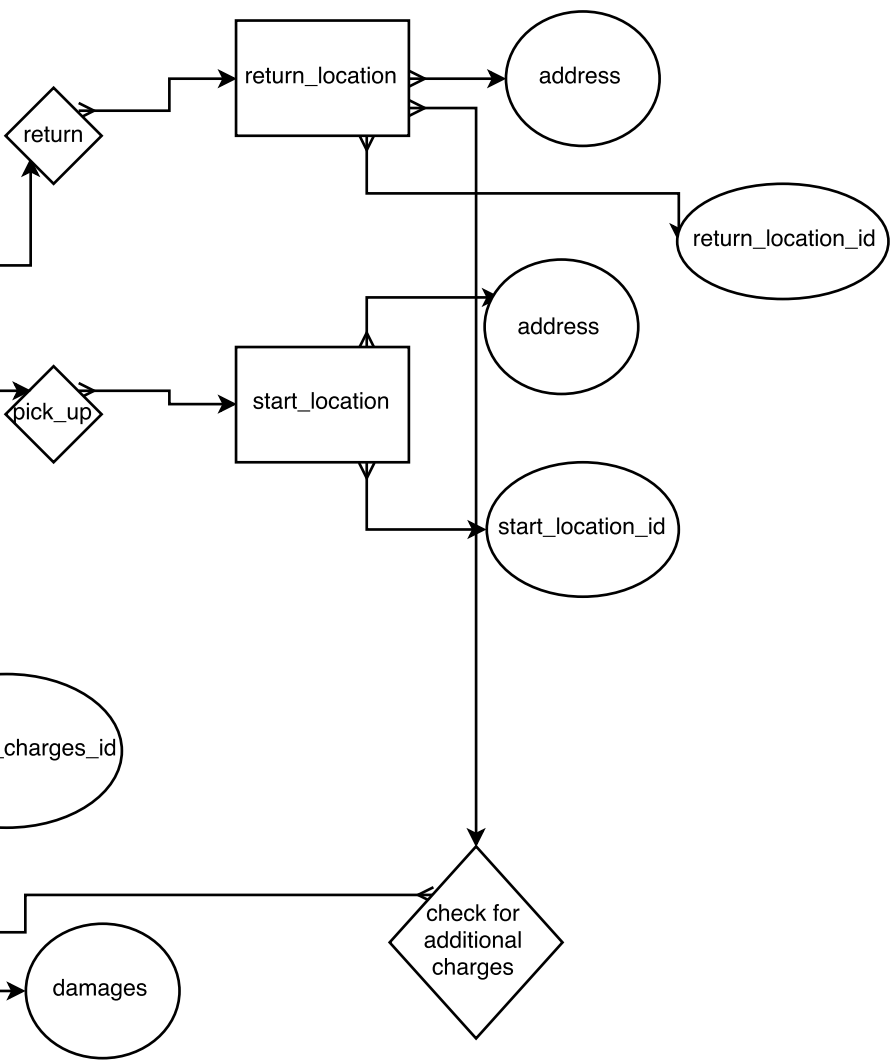 return_location
address
return
return_location_id
address
start_location
pick_up
start_location_id
_charges_id
check for
additional
charges
damages